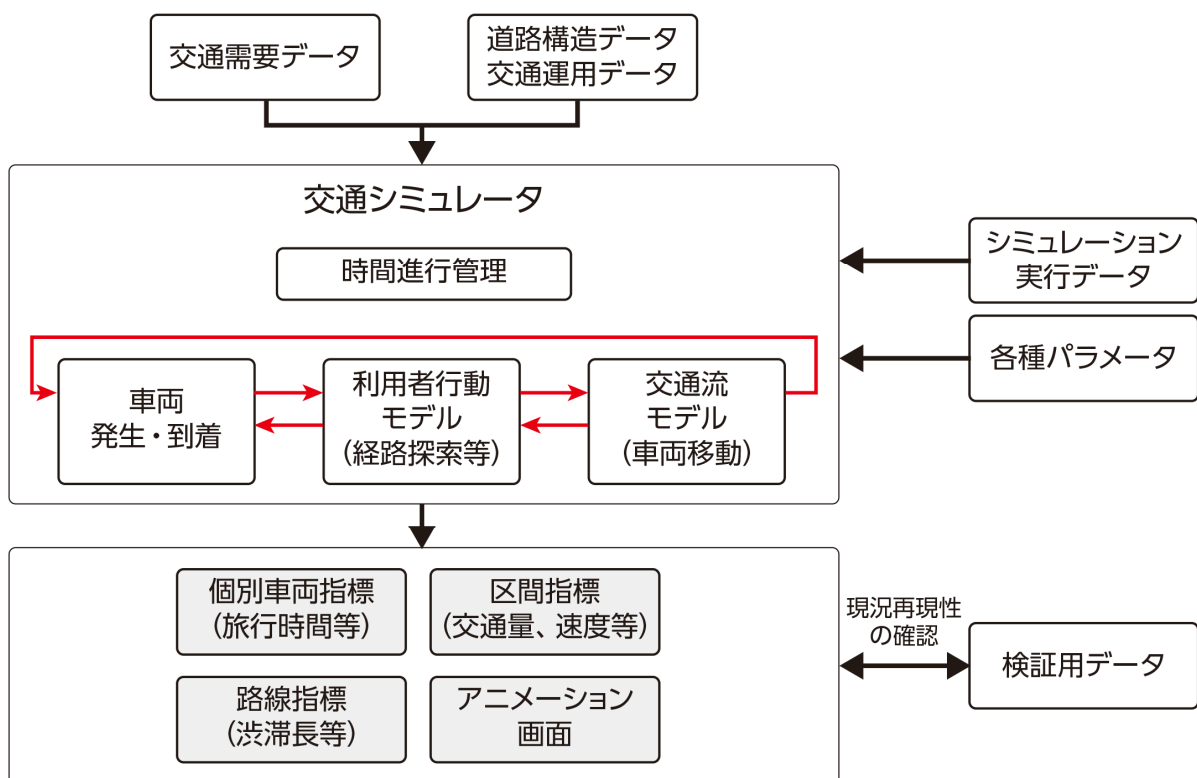 交通需要データ
道路構造データ
交通運用データ
交通シミュレータ
時間進行管理
シミュレーション
実行データ
各種パラメータ
車両
発生・到着
利用者行動
モデル
(経路探索等)
交通流
モデル
(車両移動)
個別車両指標
(旅行時間等)
区間指標
(交通量、速度等)
路線指標
(渋滞長等)
アニメーション
画面
現況再現性
の確認
検証用データ